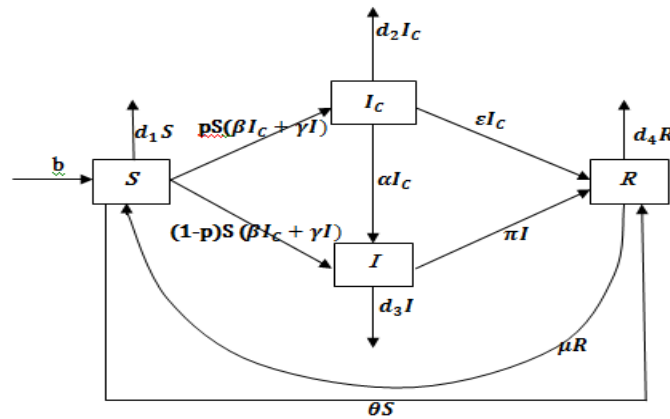 d₂I_C
I_C
d₁S
pS(βI_C + γI)
εI_C
d₄R
b
S
αI_C
R
(1-p)S (βI_C + γI)
I
πI
d₃I
μR
θS